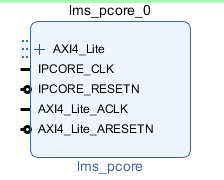 lms_pcore_0
AXI4_Lite
IPCORE_CLK
IPCORE_RESETN
AXI4_Lite_ACLK
AXI4_Lite_ARESETN
lms_pcore